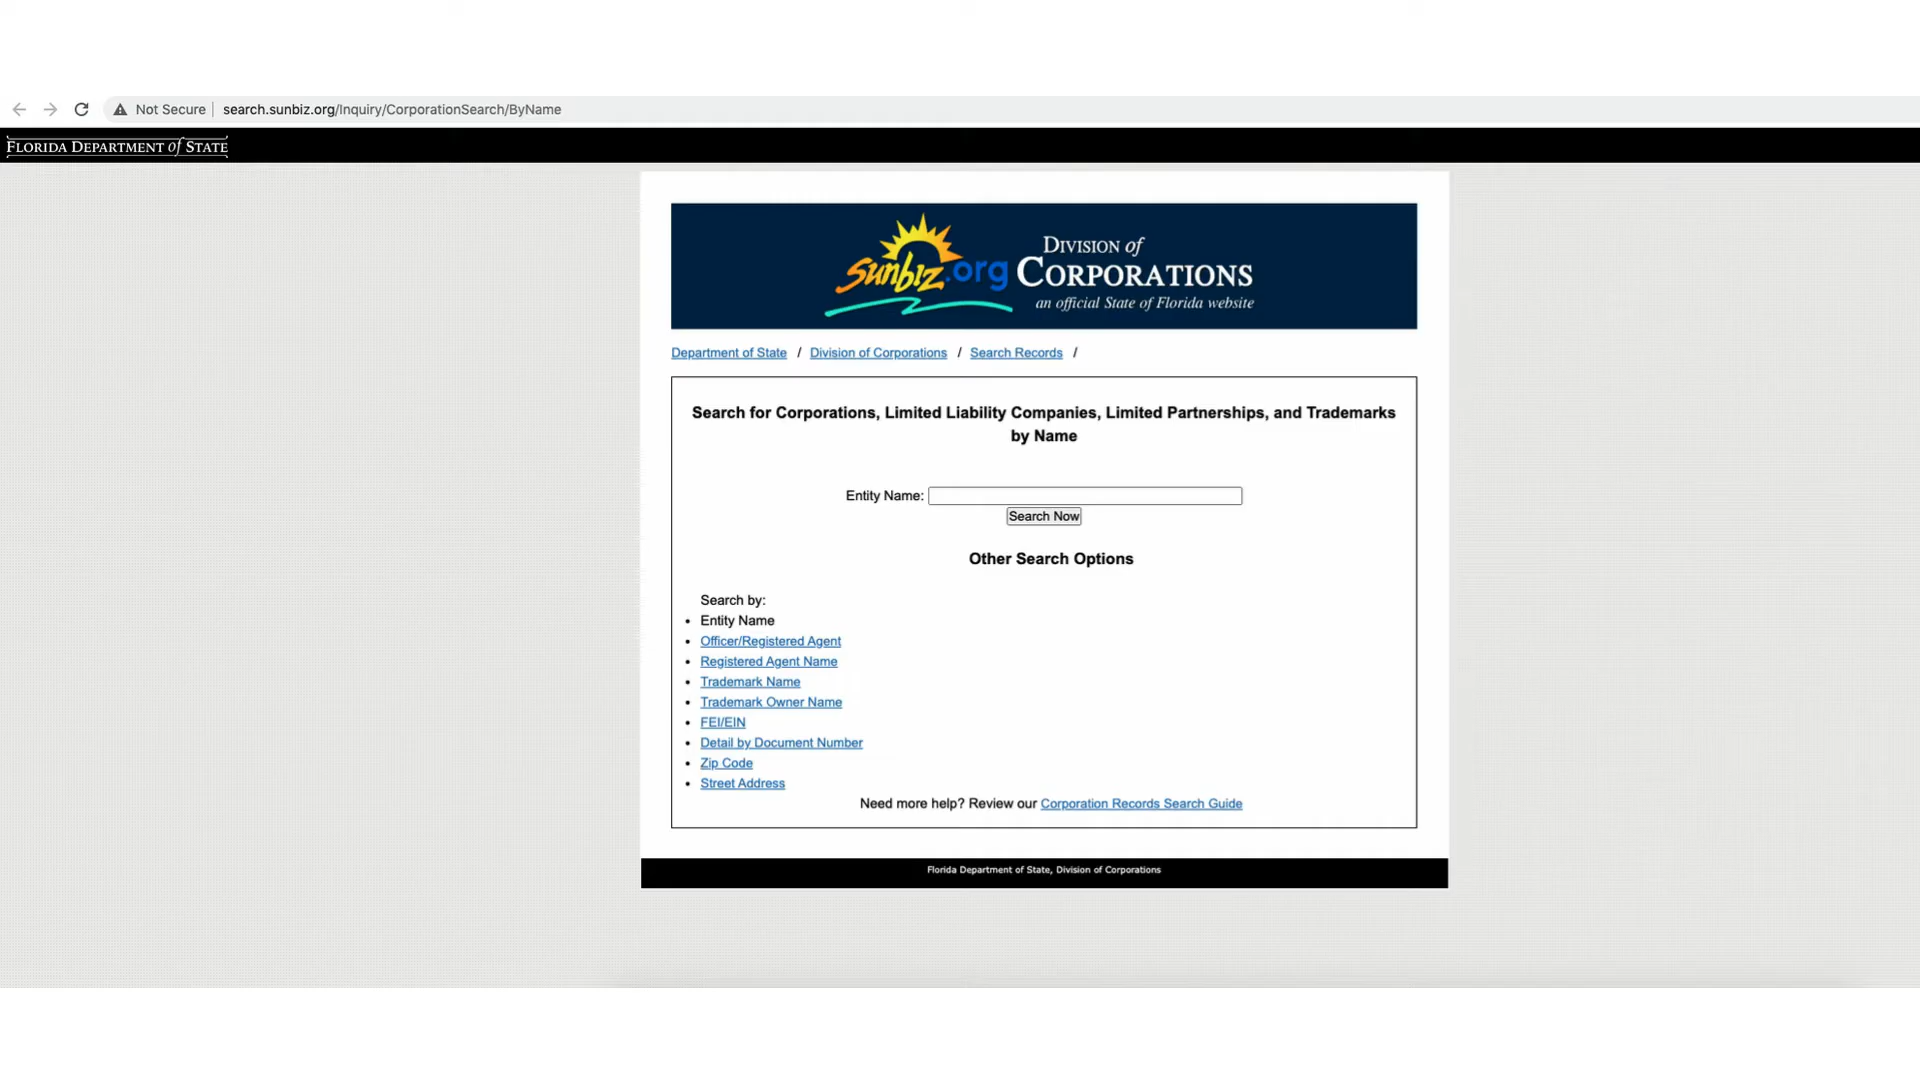 Not Secure search.sunbiz.org/Inquiry/CorporationSearch/ByName
FLORIDA DEPARTMENT of STATE
sunbiz.org DIVISION of
CORPORATIONS
an official State of Florida website
Department of State / Division of Corporations / Search Records /
Search for Corporations, Limited Liability Companies, Limited Partnerships, and Trademarks
by Name
Entity Name:
Search Now
Other Search Options
Search by:
• Entity Name
• Officer/Registered Agent
• Registered Agent Name
• Trademark Name
• Trademark Owner Name
• FEI/EIN
• Detail by Document Number
• Zip Code
• Street Address
Need more help? Review our Corporation Records Search Guide
Florida Department of State, Division of Corporations